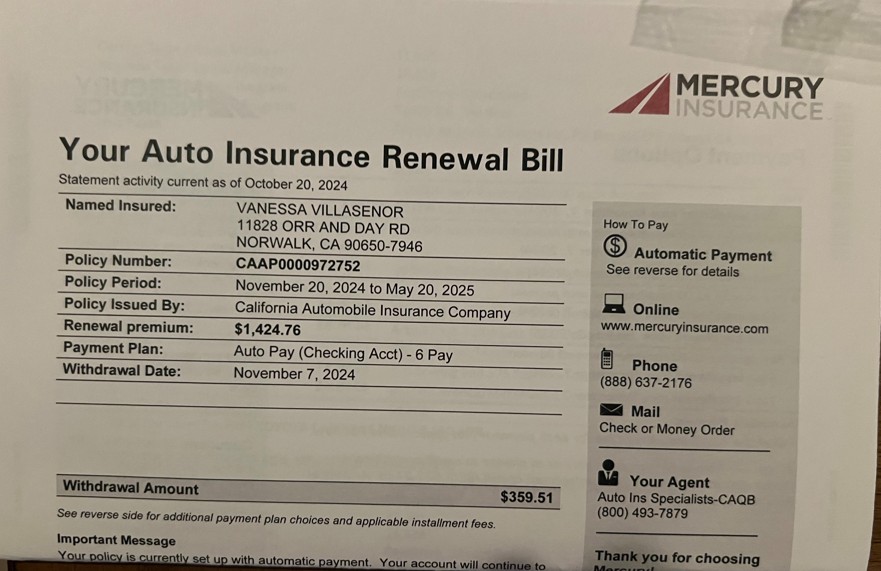 MERCURY
INSURANCE
Your Auto Insurance Renewal Bill
Statement activity current as of October 20, 2024
Named Insured: VANESSA VILLASENOR
11828 ORR AND DAY RD
NORWALK, CA 90650-7946
Policy Number: CAAP0000972752
Policy Period: November 20, 2024 to May 20, 2025
Policy Issued By: California Automobile Insurance Company
Renewal premium: $1,424.76
Payment Plan: Auto Pay (Checking Acct) - 6 Pay
Withdrawal Date: November 7, 2024
Withdrawal Amount $359.51
See reverse side for additional payment plan choices and applicable installment fees.
Important Message
Your policy is currently set up with automatic payment. Your account will continue to
How To Pay
Automatic Payment
See reverse for details
Online
www.mercuryinsurance.com
Phone
(888) 637-2176
Mail
Check or Money Order
Your Agent
Auto Ins Specialists-CAQB
(800) 493-7879
Thank you for choosing
Mercury!